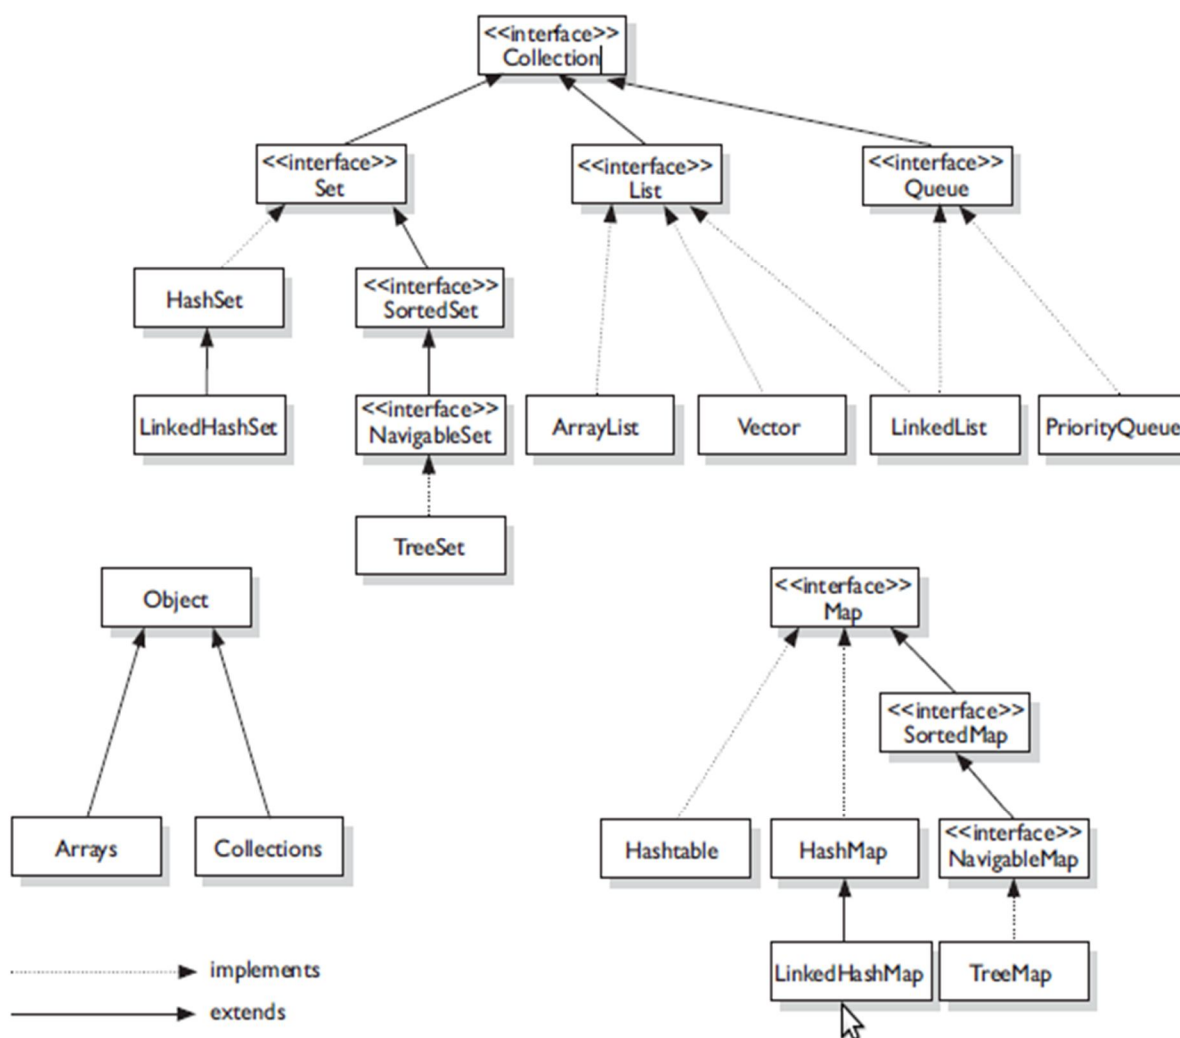 <<interface>>
Collection
<<interface>>
Set
<<interface>>
List
<<interface>>
Queue
HashSet
<<interface>>
SortedSet
LinkedHashSet
<<interface>>
NavigableSet
ArrayList
Vector
LinkedList
PriorityQueue
TreeSet
Object
<<interface>>
Map
<<interface>>
SortedMap
Arrays
Collections
Hashtable
HashMap
<<interface>>
NavigableMap
LinkedHashMap
TreeMap
implements
extends